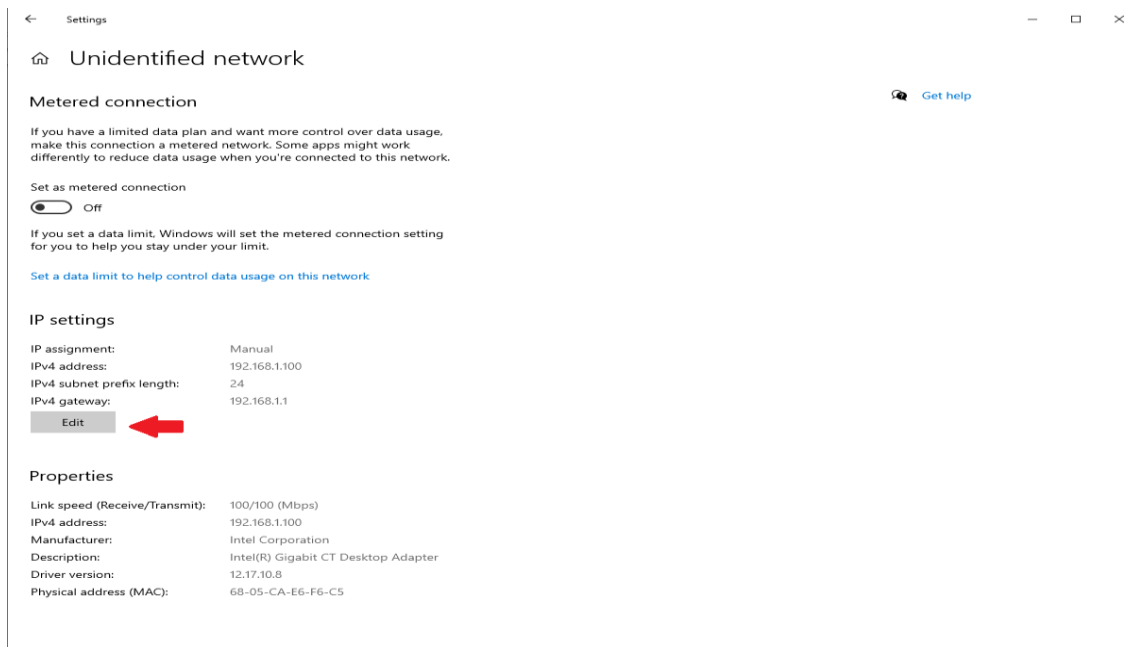 Settings
Unidentified network
Metered connection
Get help
If you have a limited data plan and want more control over data usage,
make this connection a metered network. Some apps might work
differently to reduce data usage when you're connected to this network.
Set as metered connection
Off
If you set a data limit, Windows will set the metered connection setting
for you to help you stay under your limit.
Set a data limit to help control data usage on this network
IP settings
IP assignment: Manual
IPv4 address: 192.168.1.100
IPv4 subnet prefix length: 24
IPv4 gateway: 192.168.1.1
Edit
Properties
Link speed (Receive/Transmit): 100/100 (Mbps)
IPv4 address: 192.168.1.100
Manufacturer: Intel Corporation
Description: Intel(R) Gigabit CT Desktop Adapter
Driver version: 12.17.10.8
Physical address (MAC): 68-05-CA-E6-F6-C5